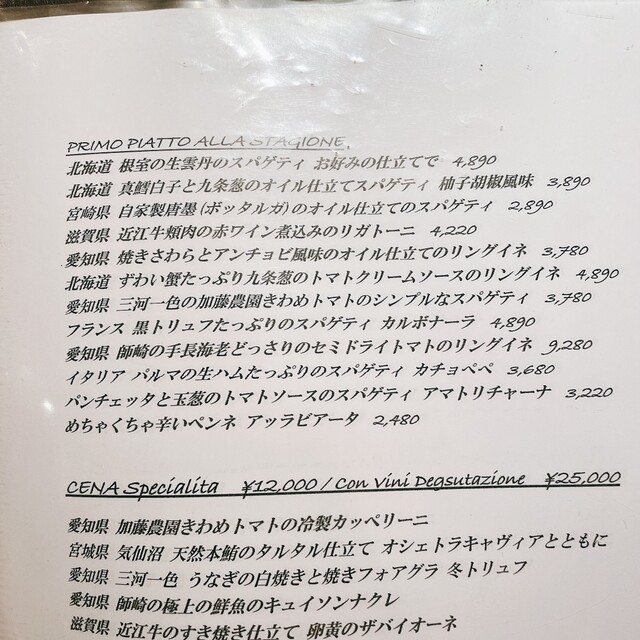 PRIMO PIATTO ALLA STAGIONE,
北海道 根室の生雲丹のスパゲティ お好みの仕立てで 4,890
北海道 真鱈白子と九条葱のオイル仕立てスパゲティ 柚子胡椒風味 3,890
宮崎県 自家製唐墨(ボッタルガ)のオイル仕立てのスパゲティ 2,890
滋賀県 近江牛頬肉の赤ワイン煮込みのリガトーニ 4,220
愛知県 焼きさわらとアンチョビ風味のオイル仕立てのリングイネ 3,780
北海道 ずわい蟹たっぷり九条葱のトマトクリームソースのリングイネ 4,890
愛知県 三河一色の加藤農園きわめトマトのシンプルなスパゲティ 3,780
フランス 黒トリュフたっぷりのスパゲティ カルボナーラ 4,890
愛知県 師崎の手長海老どっさりのセミドライトマトのリングイネ 9,280
イタリア パルマの生ハムたっぷりのスパゲティ カチョペペ 3,680
パンチェッタと玉葱のトマトソースのスパゲティ アマトリチャーナ 3,220
めちゃくちゃ辛いペンネ アッラビアータ 2,480
CENA Specialita ¥12,000 / Con Vini Degsutazione ¥25,000
愛知県 加藤農園きわめトマトの冷製カッペリーニ
宮城県 気仙沼 天然本鮪のタルタル仕立て オシェトラキャヴィアとともに
愛知県 三河一色 うなぎの白焼きと焼きフォアグラ 冬トリュフ
愛知県 師崎の極上の鮮魚のキュイソンナクレ
滋賀県 近江牛のすき焼き仕立て 卵黄のザバイオーネ